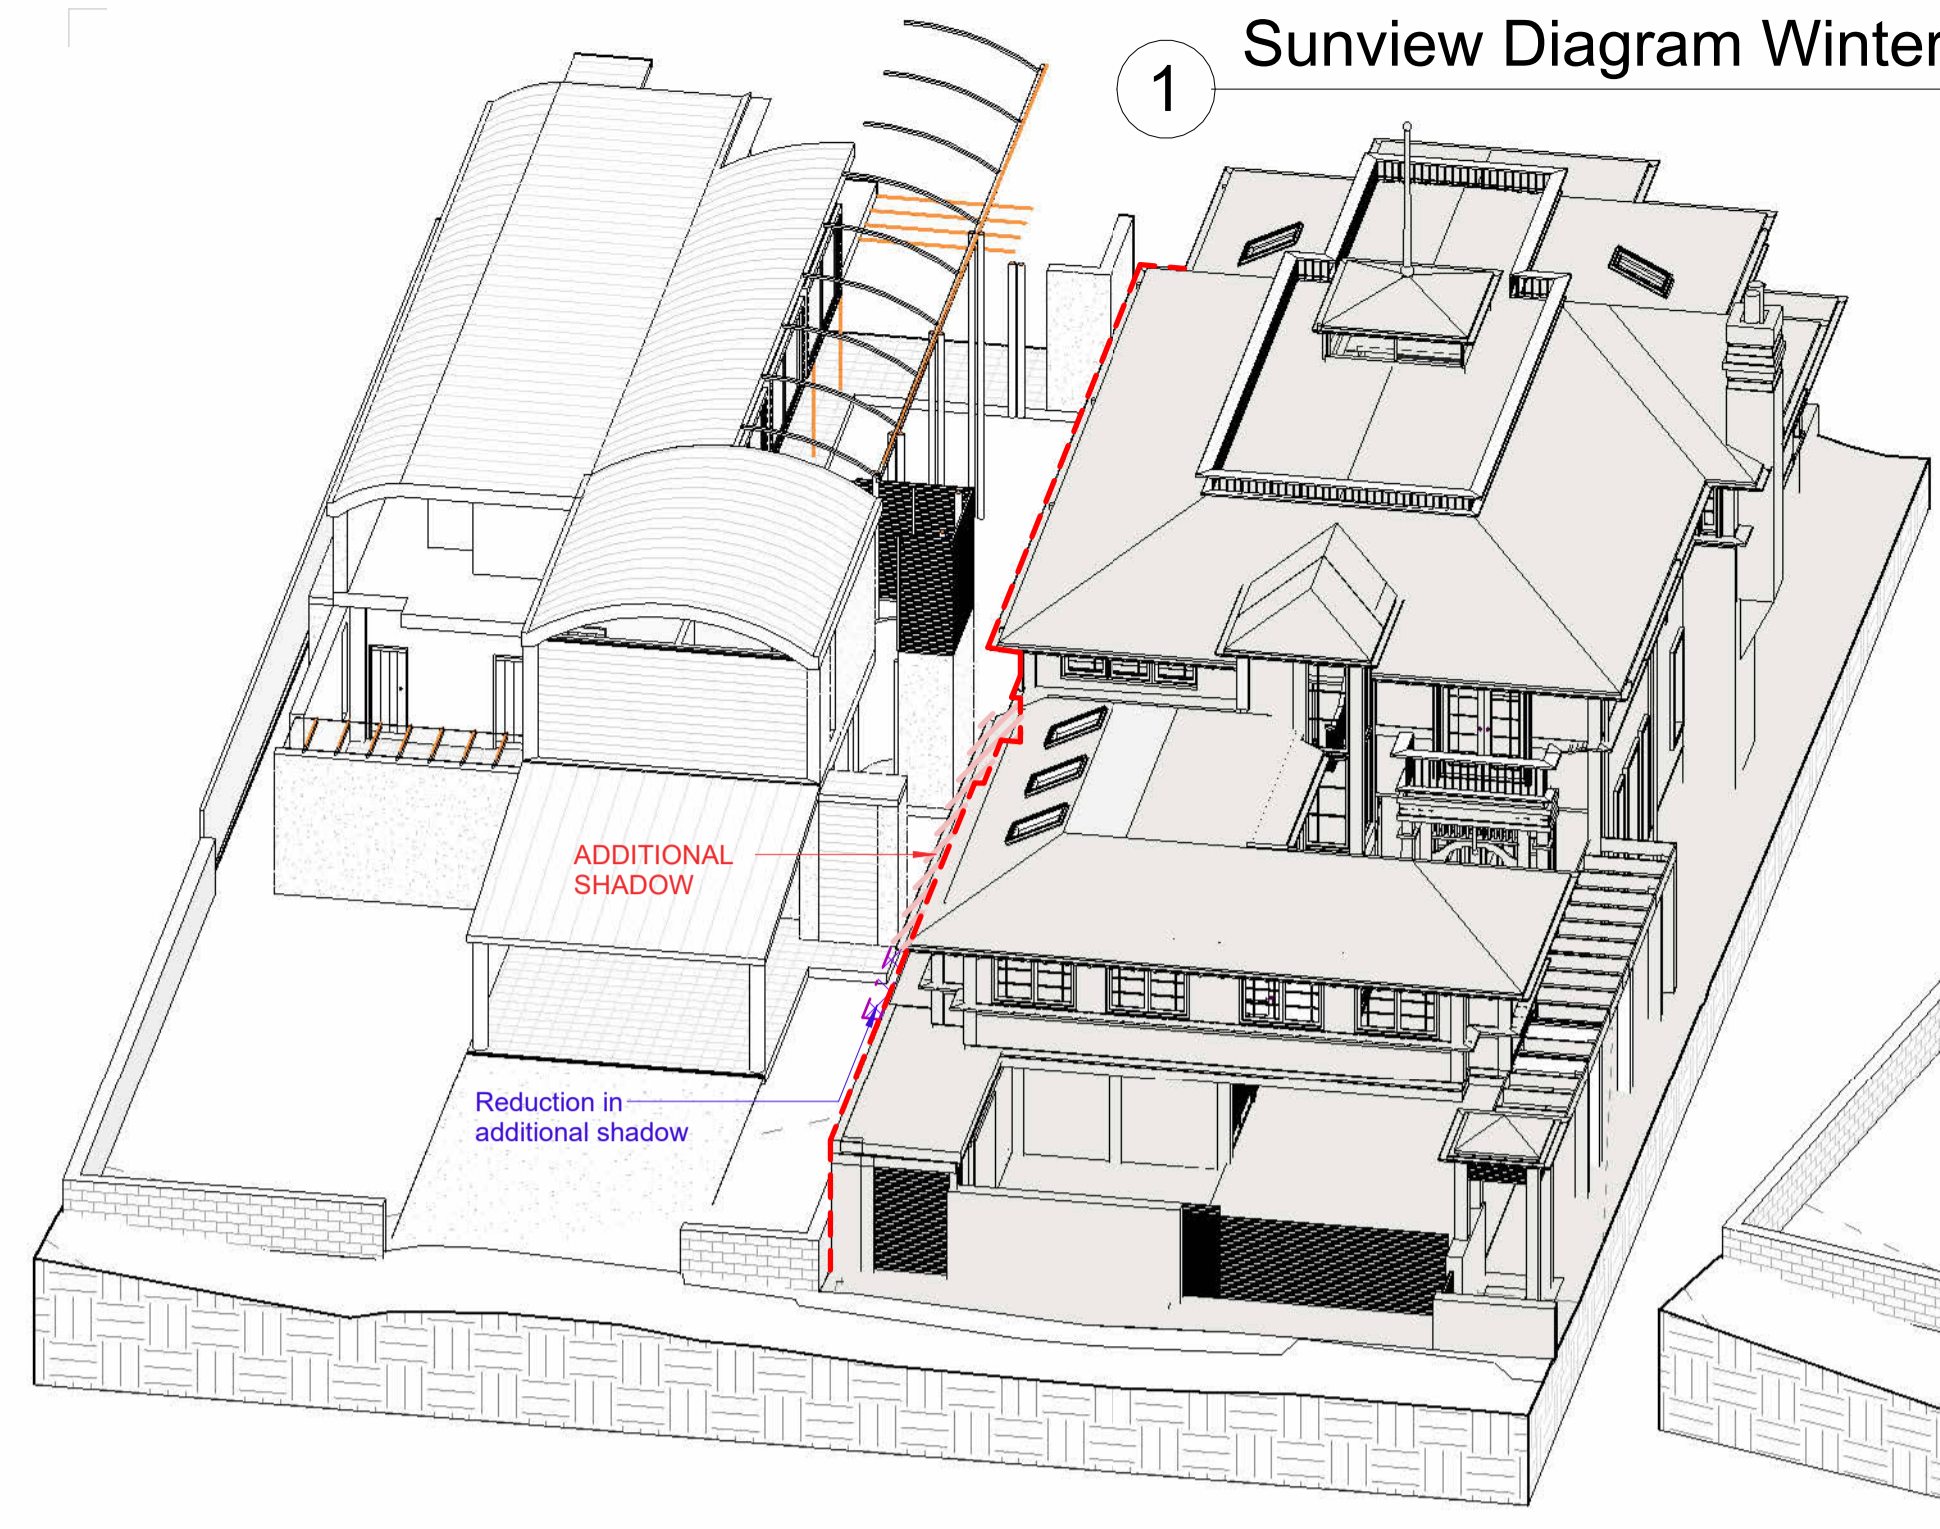 Sunview Diagram Winter
1
ADDITIONAL
SHADOW
Reduction in
additional shadow